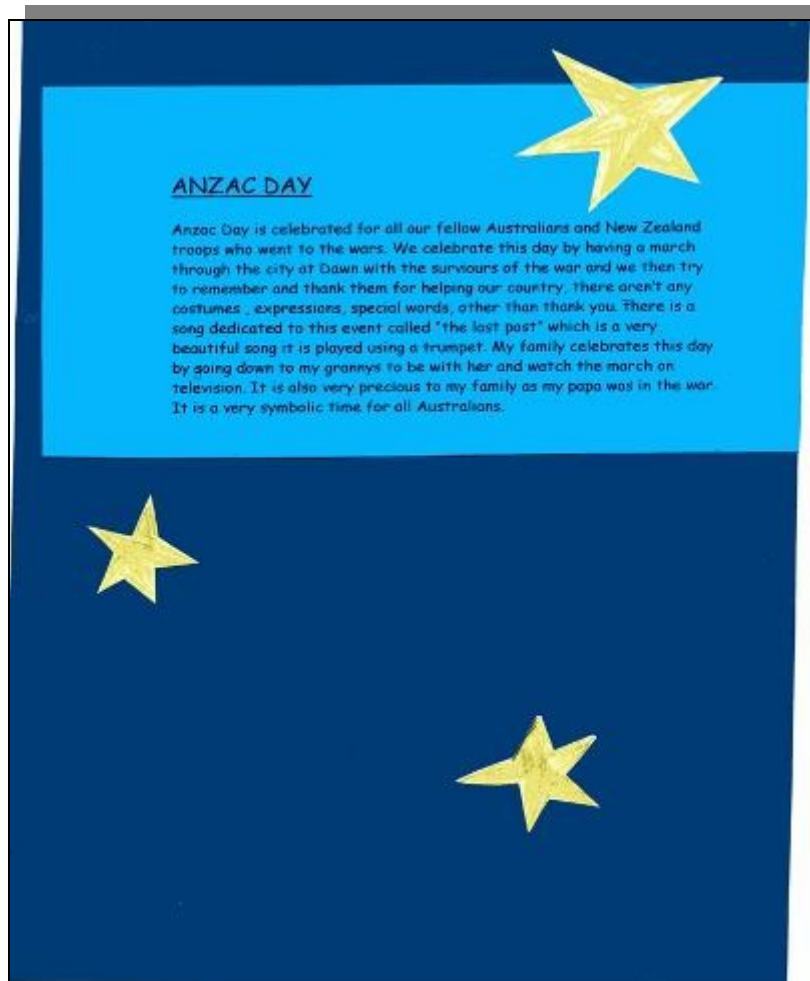 ANZAC DAY
Anzac Day is celebrated for all our fellow Australians and New Zealand
troops who went to the wars. We celebrate this day by having a march
through the city at Dawn with the surviours of the war and we then try
to remember and thank them for helping our country, there aren't any
costumes , expressions, special words, other than thank you. There is a
song dedicated to this event called "the last post" which is a very
beautiful song it is played using a trumpet. My family celebrates this day
by going down to my grannys to be with her and watch the march on
television. It is also very precious to my family as my papa was in the war.
It is a very symbolic time for all Australians.